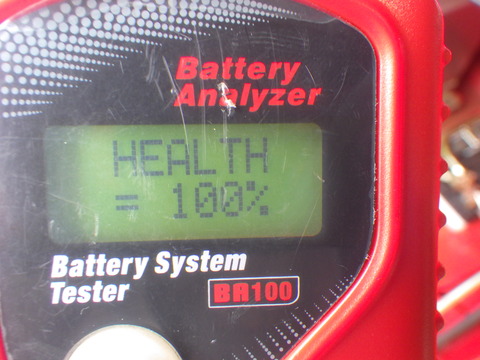 Battery
Analyzer
HEALTH
= 100%
Battery System
Tester
BR100